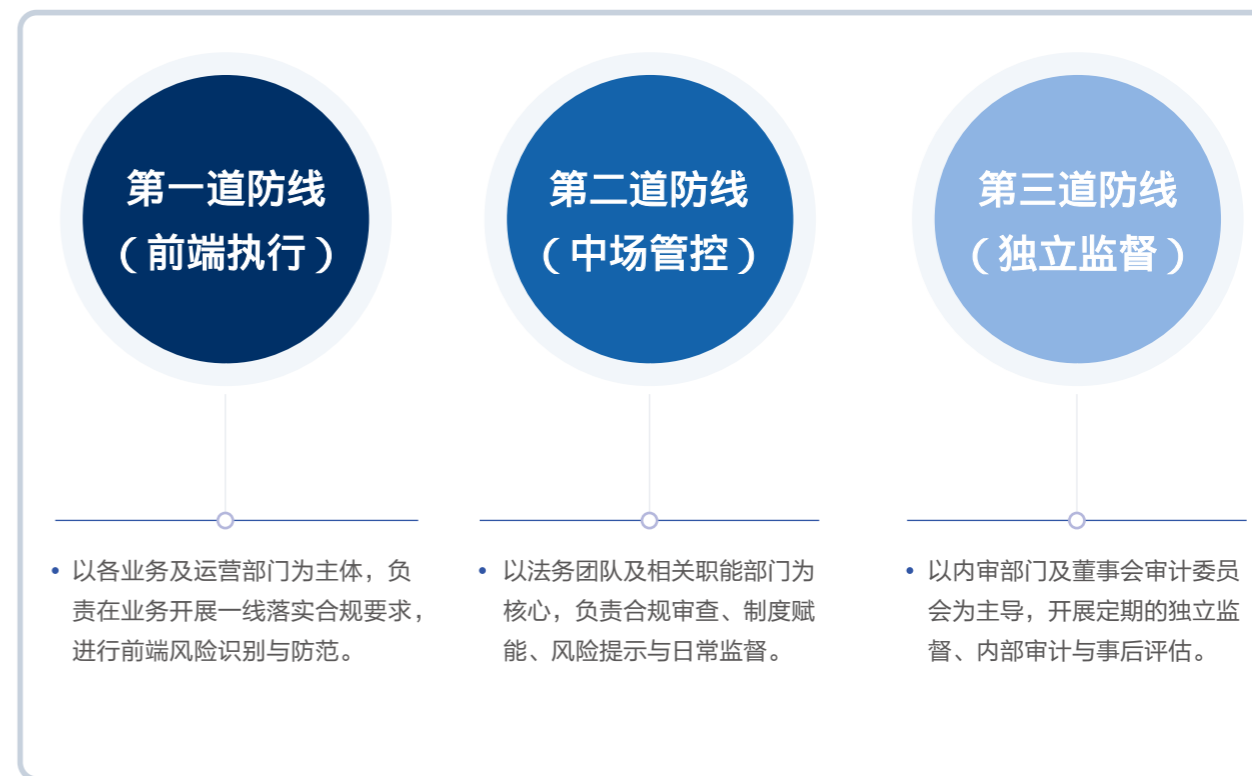 第一道防线
（前端执行）
第二道防线
（中场管控）
第三道防线
（独立监督）
• 以各业务及运营部门为主体，负
责在业务开展一线落实合规要求，
进行前端风险识别与防范。
• 以法务团队及相关职能部门为
核心，负责合规审查、制度赋
能、风险提示与日常监督。
• 以内审部门及董事会审计委员
会为主导，开展定期的独立监
督、内部审计与事后评估。